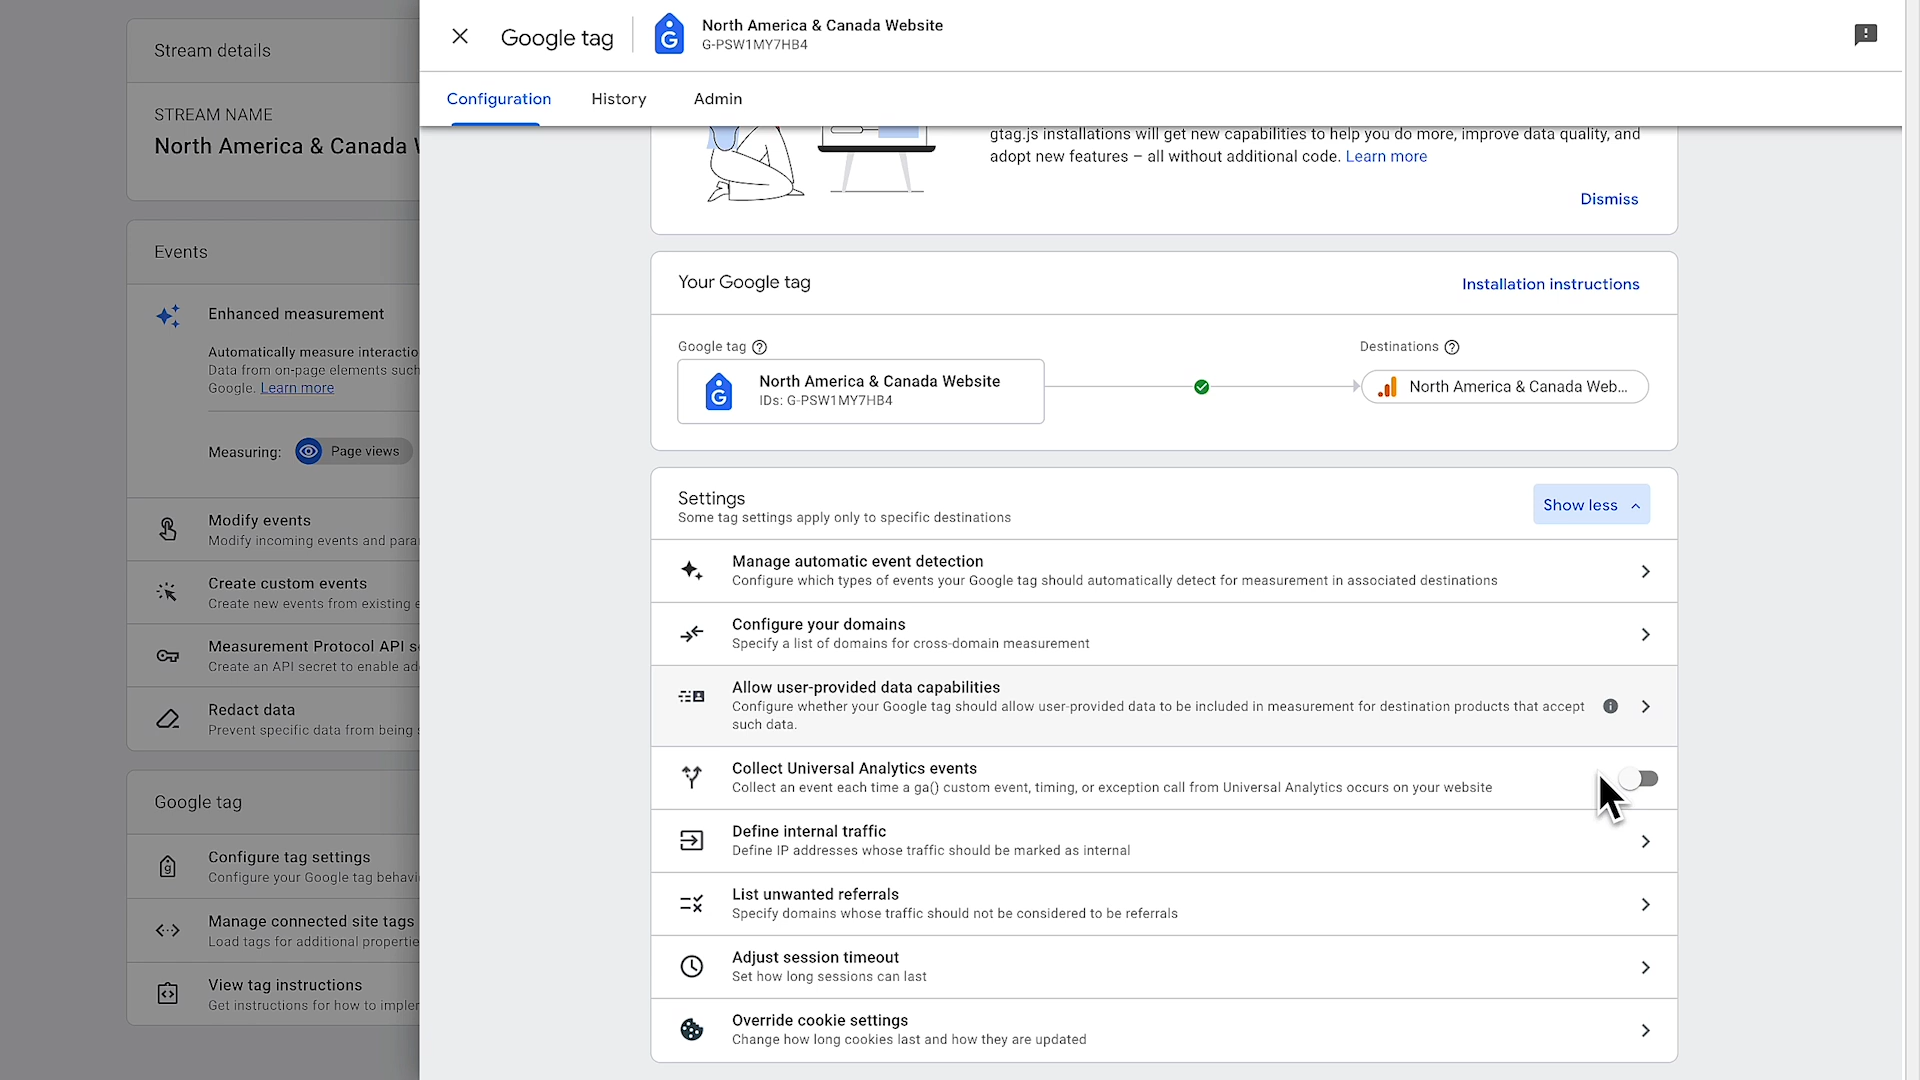 Stream details
STREAM NAME
North America & Canada
Events
Enhanced measurement
Automatically measure interactio
Data from on-page elements such
Google. Learn more
Measuring: Page views
Modify events
Modify incoming events and para
Create custom events
Create new events from existing e
Measurement Protocol API s
Create an API secret to enable ad
Redact data
Prevent specific data from being
Google tag
Configure tag settings
Configure your Google tag behavi
Manage connected site tags
Load tags for additional propertie
View tag instructions
Get instructions for how to impler
Google tag
North America & Canada Website
G-PSW1MY7HB4
Configuration History Admin
gtag.js installations will get new capabilities to help you do more, improve data quality, and
adopt new features – all without additional code. Learn more
Dismiss
Your Google tag
Installation instructions
Google tag
Destinations
North America & Canada Website
IDs: G-PSW1MY7HB4
North America & Canada Web...
Settings
Some tag settings apply only to specific destinations
Show less
Manage automatic event detection
Configure which types of events your Google tag should automatically detect for measurement in associated destinations
Configure your domains
Specify a list of domains for cross-domain measurement
Allow user-provided data capabilities
Configure whether your Google tag should allow user-provided data to be included in measurement for destination products that accept
such data.
Collect Universal Analytics events
Collect an event each time a ga() custom event, timing, or exception call from Universal Analytics occurs on your website
Define internal traffic
Define IP addresses whose traffic should be marked as internal
List unwanted referrals
Specify domains whose traffic should not be considered to be referrals
Adjust session timeout
Set how long sessions can last
Override cookie settings
Change how long cookies last and how they are updated